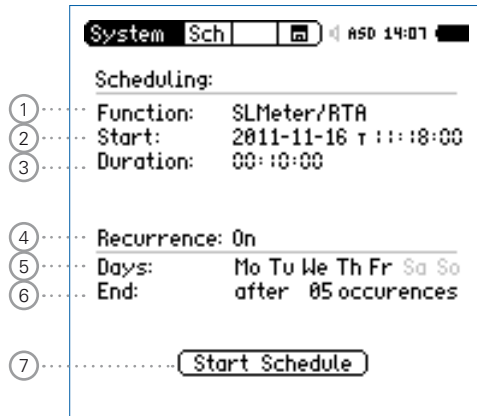 System Sch ASD 14:07
Scheduling:
1 Function: SLMeter/RTA
2 Start: 2011-11-16 T 11:18:00
3 Duration: 00:10:00
4 Recurrence: On
5 Days: Mo Tu We Th Fr Sa So
6 End: after 05 occurences
7 Start Schedule